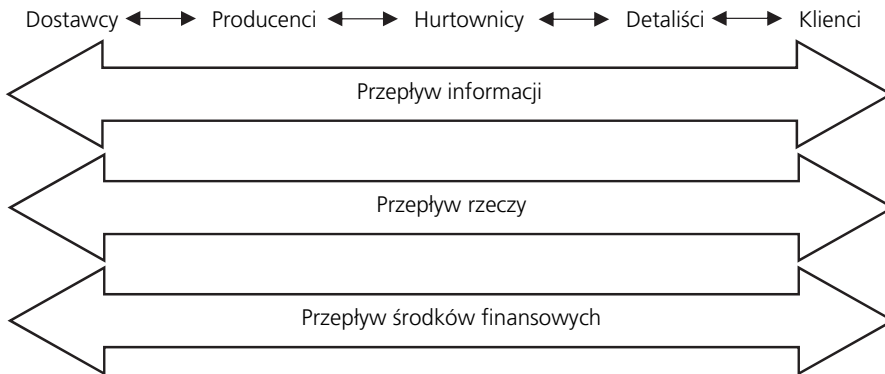 Dostawcy Producenci Hurtownicy Detaliści Klienci
Przepływ informacji
Przepływ rzeczy
Przepływ środków finansowych